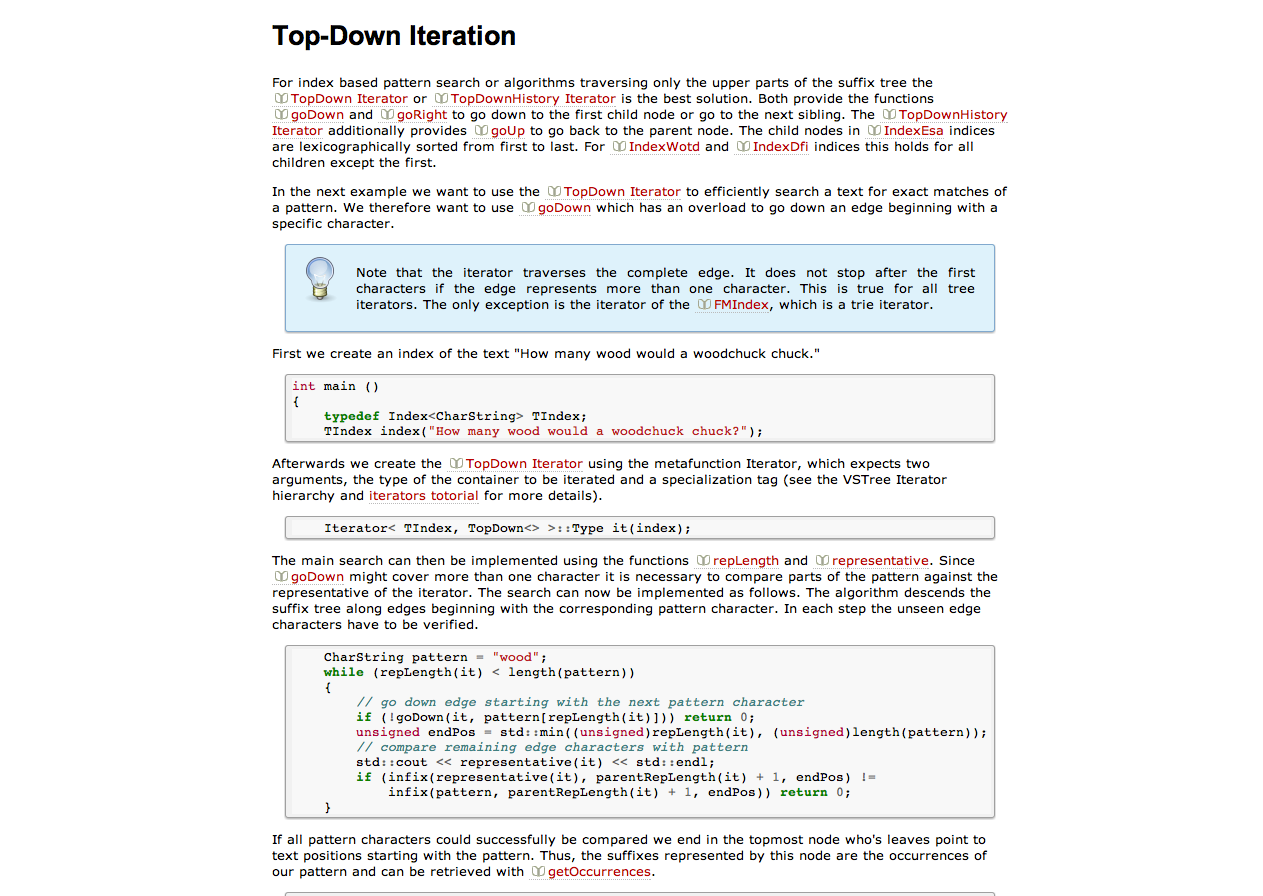 Top-Down Iteration
For index based pattern search or algorithms traversing only the upper parts of the suffix tree the
TopDown Iterator or TopDownHistory Iterator is the best solution. Both provide the functions
goDown and goRight to go down to the first child node or go to the next sibling. The TopDownHistory
Iterator additionally provides goUp to go back to the parent node. The child nodes in IndexEsa indices
are lexicographically sorted from first to last. For IndexWotd and IndexDfi indices this holds for all
children except the first.
In the next example we want to use the TopDown Iterator to efficiently search a text for exact matches of
a pattern. We therefore want to use goDown which has an overload to go down an edge beginning with a
specific character.
Note that the iterator traverses the complete edge. It does not stop after the first
characters if the edge represents more than one character. This is true for all tree
iterators. The only exception is the iterator of the FMIndex, which is a trie iterator.
First we create an index of the text "How many wood would a woodchuck chuck."
int main ()
{
    typedef Index<CharString> TIndex;
    TIndex index("How many wood would a woodchuck chuck?");
Afterwards we create the TopDown Iterator using the metafunction Iterator, which expects two
arguments, the type of the container to be iterated and a specialization tag (see the VSTree Iterator
hierarchy and iterators totorial for more details).
    Iterator< TIndex, TopDown<> >::Type it(index);
The main search can then be implemented using the functions repLength and representative. Since
goDown might cover more than one character it is necessary to compare parts of the pattern against the
representative of the iterator. The search can now be implemented as follows. The algorithm descends the
suffix tree along edges beginning with the corresponding pattern character. In each step the unseen edge
characters have to be verified.
    CharString pattern = "wood";
    while (repLength(it) < length(pattern))
    {
        // go down edge starting with the next pattern character
        if (!goDown(it, pattern[repLength(it)])) return 0;
        unsigned endPos = std::min((unsigned)repLength(it), (unsigned)length(pattern));
        // compare remaining edge characters with pattern
        std::cout << representative(it) << std::endl;
        if (infix(representative(it), parentRepLength(it) + 1, endPos) !=
            infix(pattern, parentRepLength(it) + 1, endPos)) return 0;
    }
If all pattern characters could successfully be compared we end in the topmost node who's leaves point to
text positions starting with the pattern. Thus, the suffixes represented by this node are the occurrences of
our pattern and can be retrieved with getOccurrences.